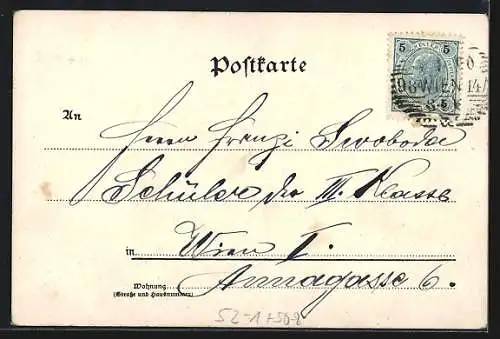 5 5
Postkarte
WIEN 14/
An
Herrn Franzi Swoboda
Schüler der III. Klasse
in Wien I.
Annagasse 6.
Wohnung
(Straße und Hausnummer)
52-1